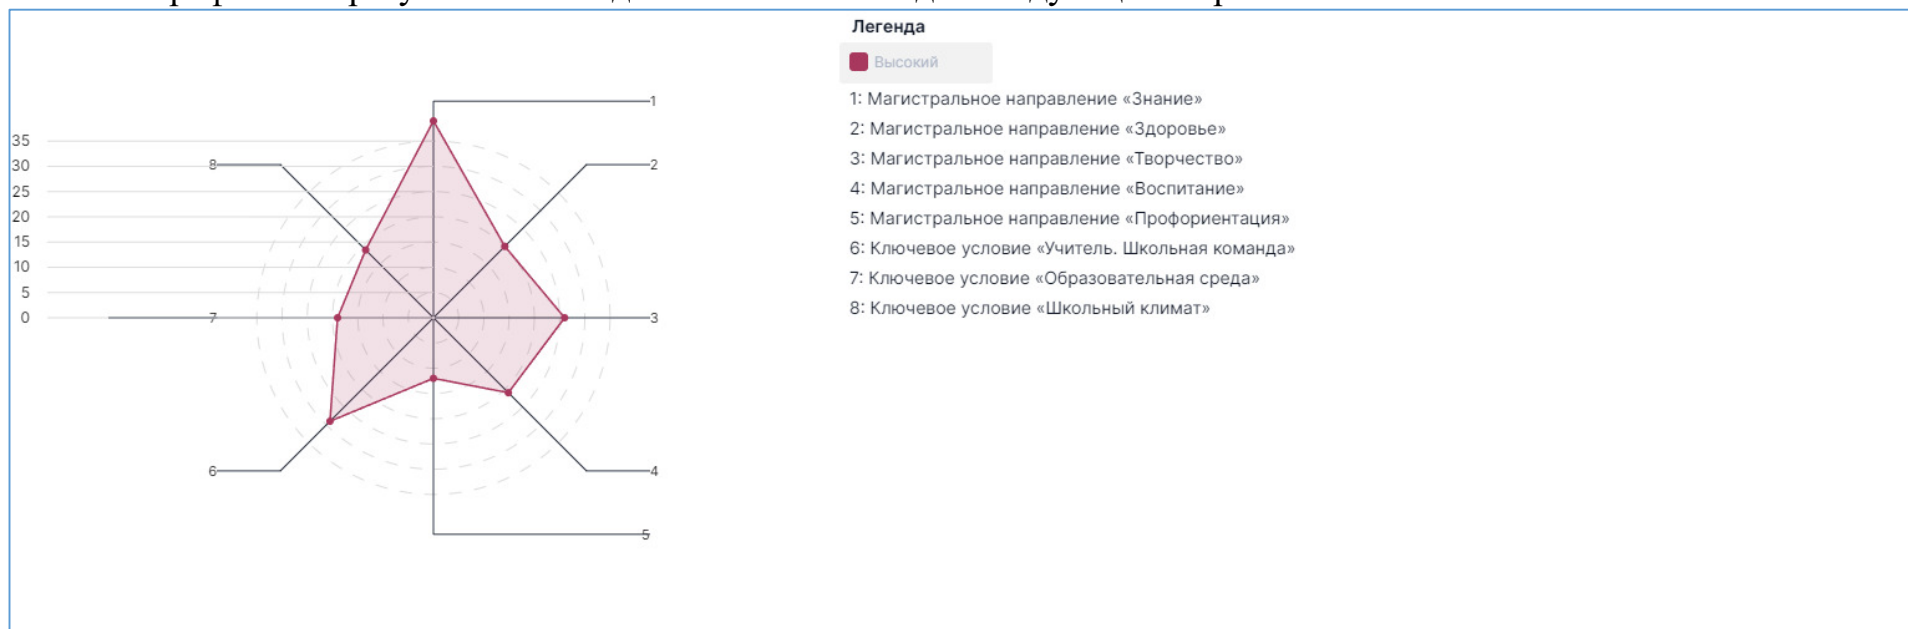 Легенда
Высокий
1: Магистральное направление «Знание»
2: Магистральное направление «Здоровье»
3: Магистральное направление «Творчество»
4: Магистральное направление «Воспитание»
5: Магистральное направление «Профориентация»
6: Ключевое условие «Учитель. Школьная команда»
7: Ключевое условие «Образовательная среда»
8: Ключевое условие «Школьный климат»
35
30
25
20
15
10
5
0
1
2
3
4
5
6
7
8